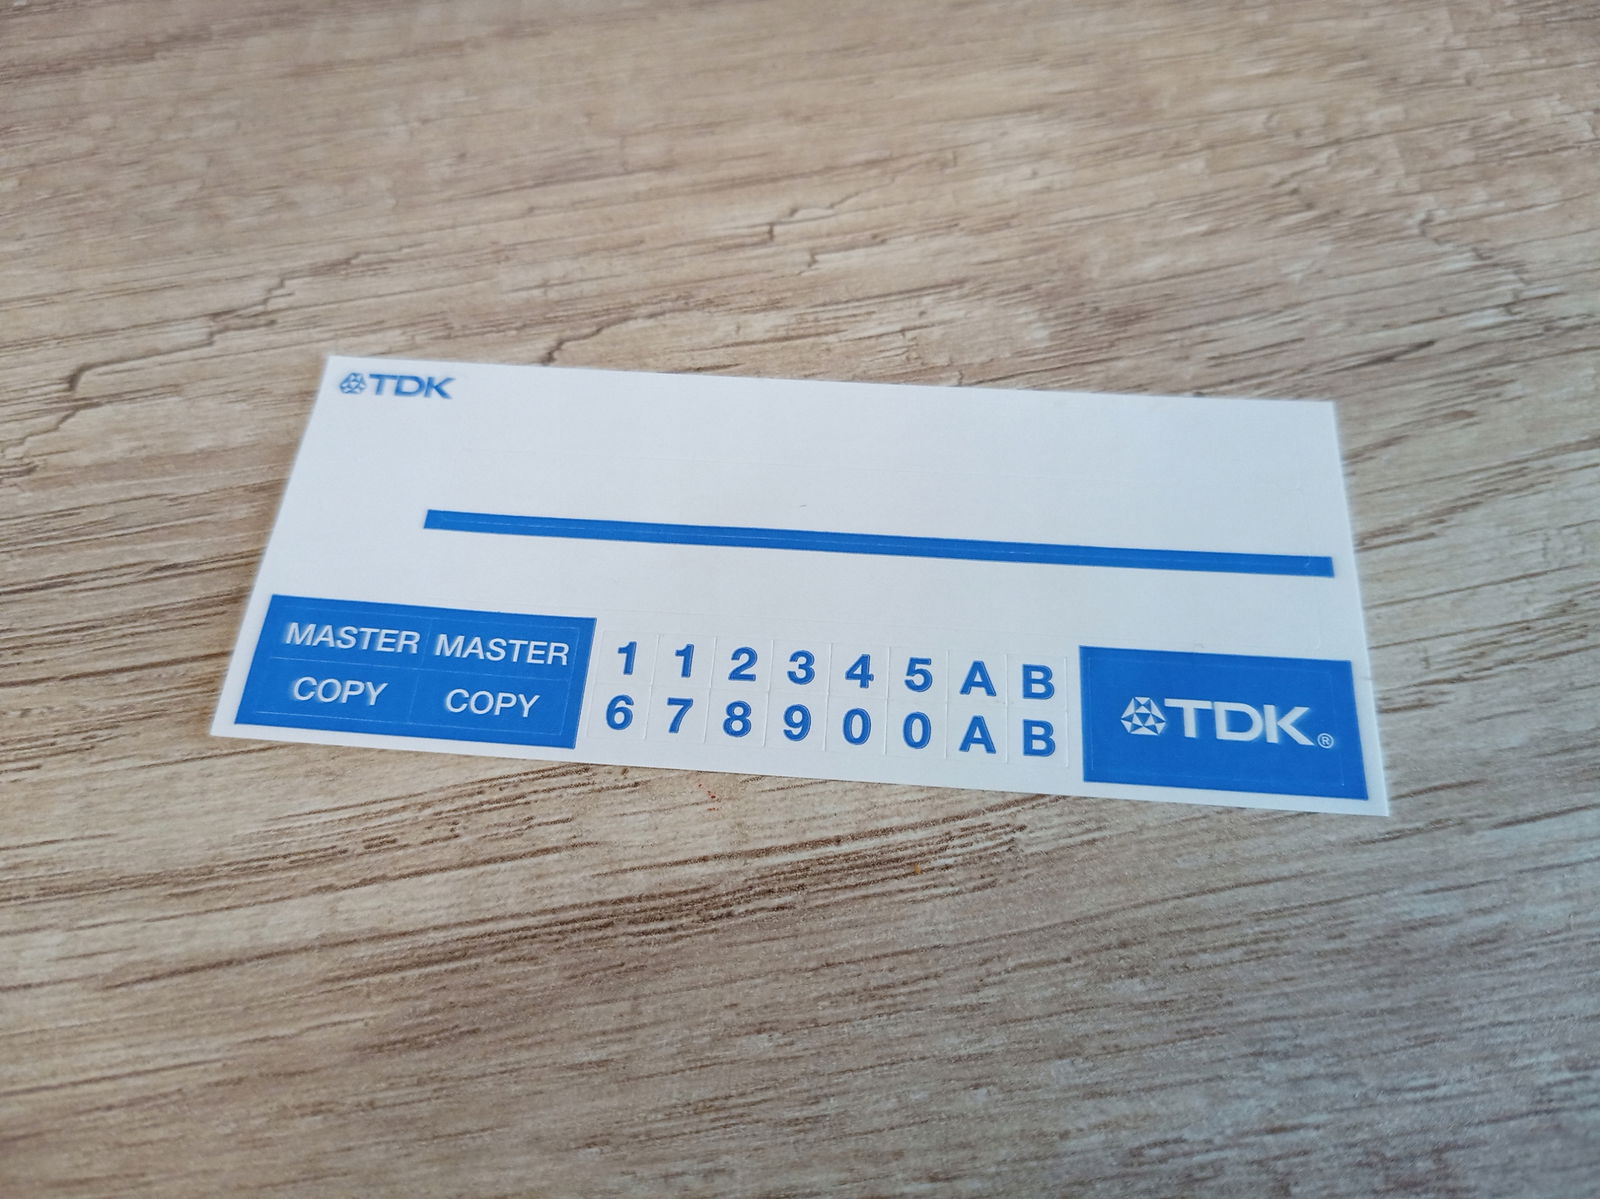 TDK
MASTER MASTER
COPY COPY
1 1 2 3 4 5 A B
6 7 8 9 0 0 A B
TDK®